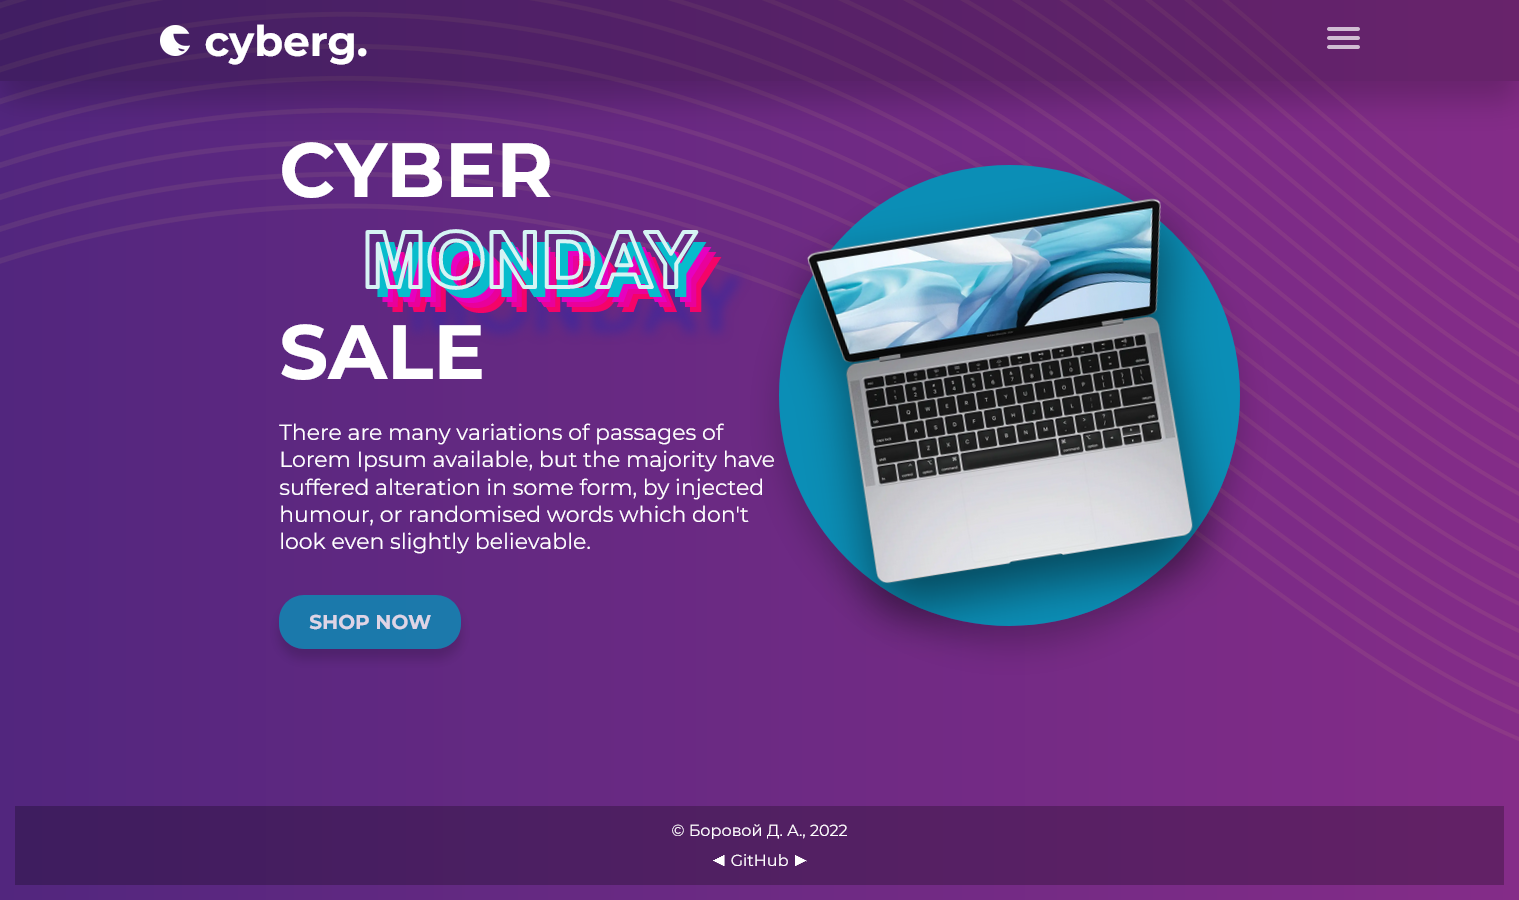 cyberg.
CYBER
MONDAY
SALE
There are many variations of passages of
Lorem Ipsum available, but the majority have
suffered alteration in some form, by injected
humour, or randomised words which don't
look even slightly believable.
SHOP NOW
© Боровой Д. А., 2022
◄ GitHub ►